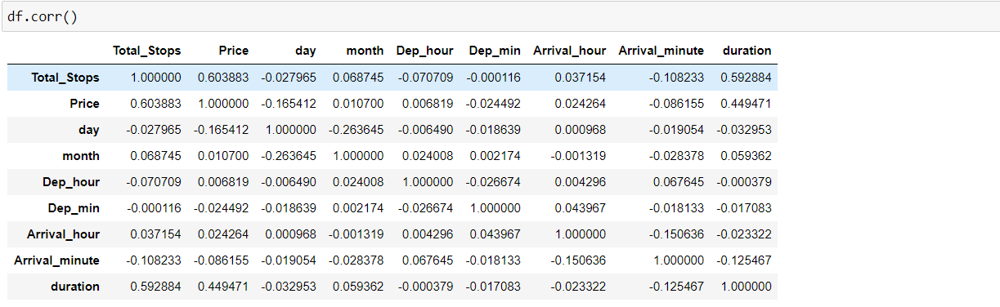 df.corr()
Total_Stops Price day month Dep_hour Dep_min Arrival_hour Arrival_minute duration
Total_Stops 1.000000 0.603883 -0.027965 0.068745 -0.070709 -0.000116 0.037154 -0.108233 0.592884
Price 0.603883 1.000000 -0.165412 0.010700 0.006819 -0.024492 0.024264 -0.086155 0.449471
day -0.027965 -0.165412 1.000000 -0.263645 -0.006490 -0.018639 0.000968 -0.019054 -0.032953
month 0.068745 0.010700 -0.263645 1.000000 0.024008 0.002174 -0.001319 -0.028378 0.059362
Dep_hour -0.070709 0.006819 -0.006490 0.024008 1.000000 -0.026674 0.004296 0.067645 -0.000379
Dep_min -0.000116 -0.024492 -0.018639 0.002174 -0.026674 1.000000 0.043967 -0.018133 -0.017083
Arrival_hour 0.037154 0.024264 0.000968 -0.001319 0.004296 0.043967 1.000000 -0.150636 -0.023322
Arrival_minute -0.108233 -0.086155 -0.019054 -0.028378 0.067645 -0.018133 -0.150636 1.000000 -0.125467
duration 0.592884 0.449471 -0.032953 0.059362 -0.000379 -0.017083 -0.023322 -0.125467 1.000000